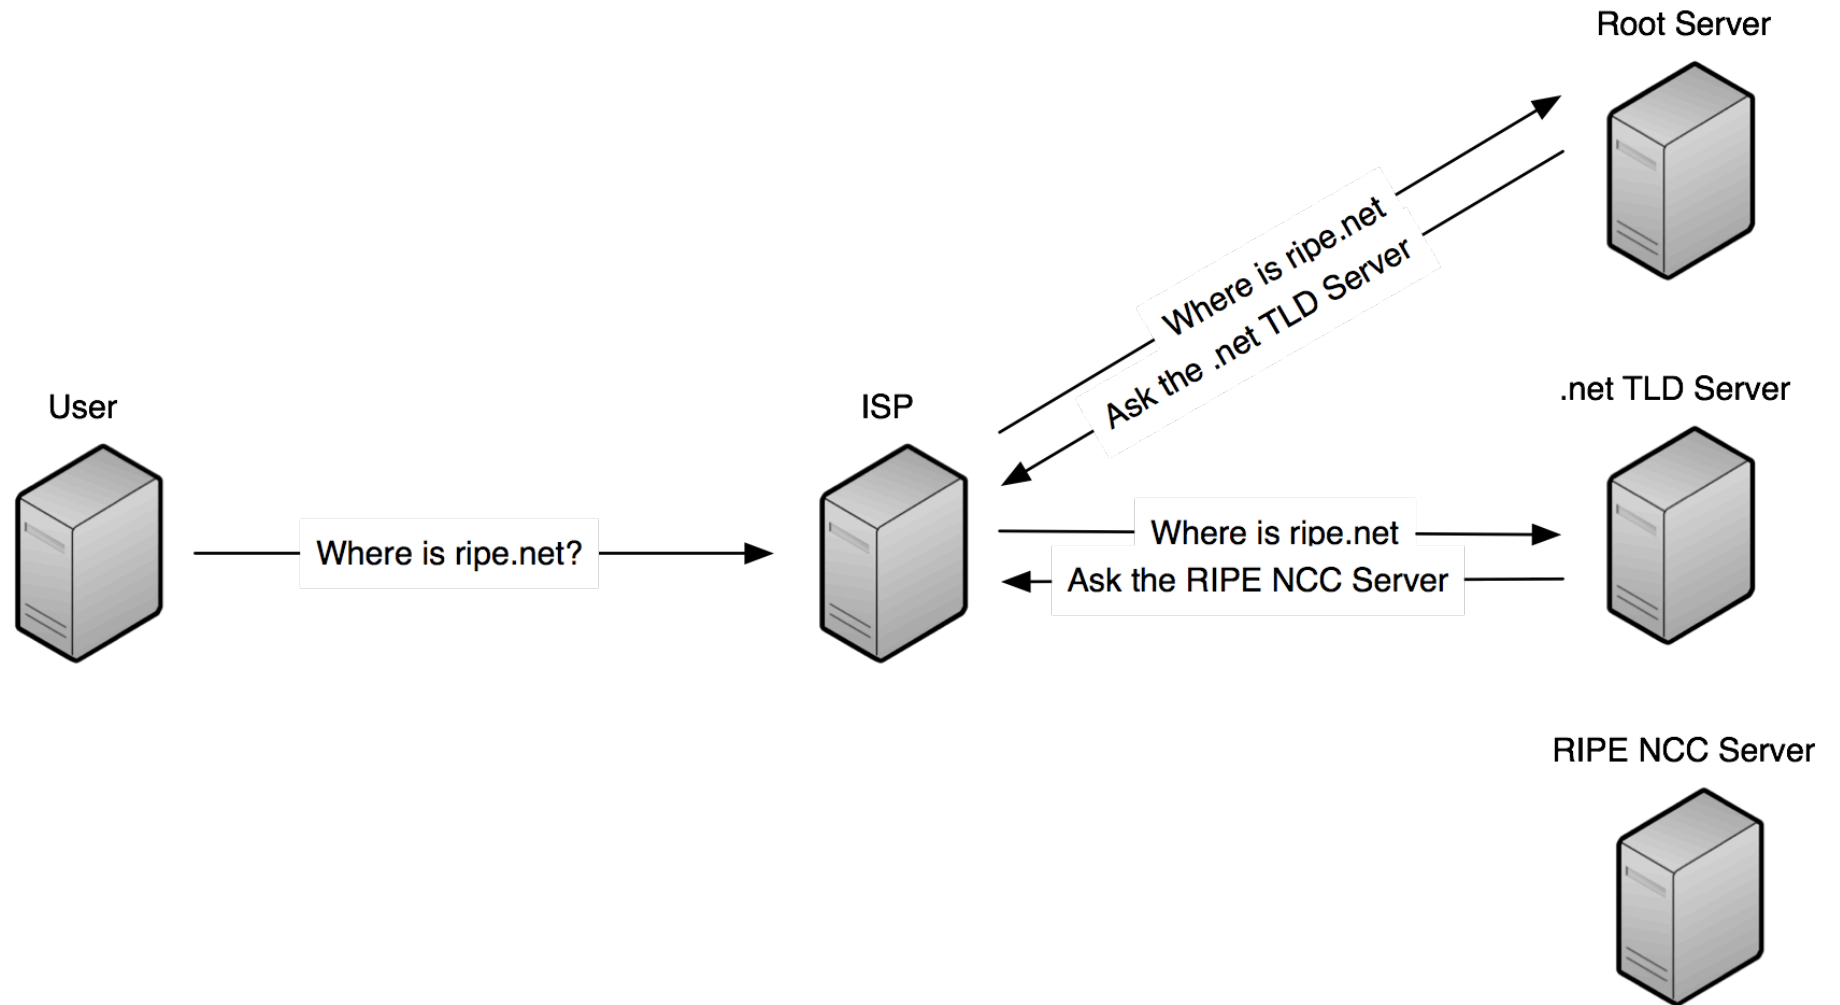 Root Server
Where is ripe.net
Ask the .net TLD Server
.net TLD Server
User
ISP
Where is ripe.net?
Where is ripe.net
Ask the RIPE NCC Server
RIPE NCC Server